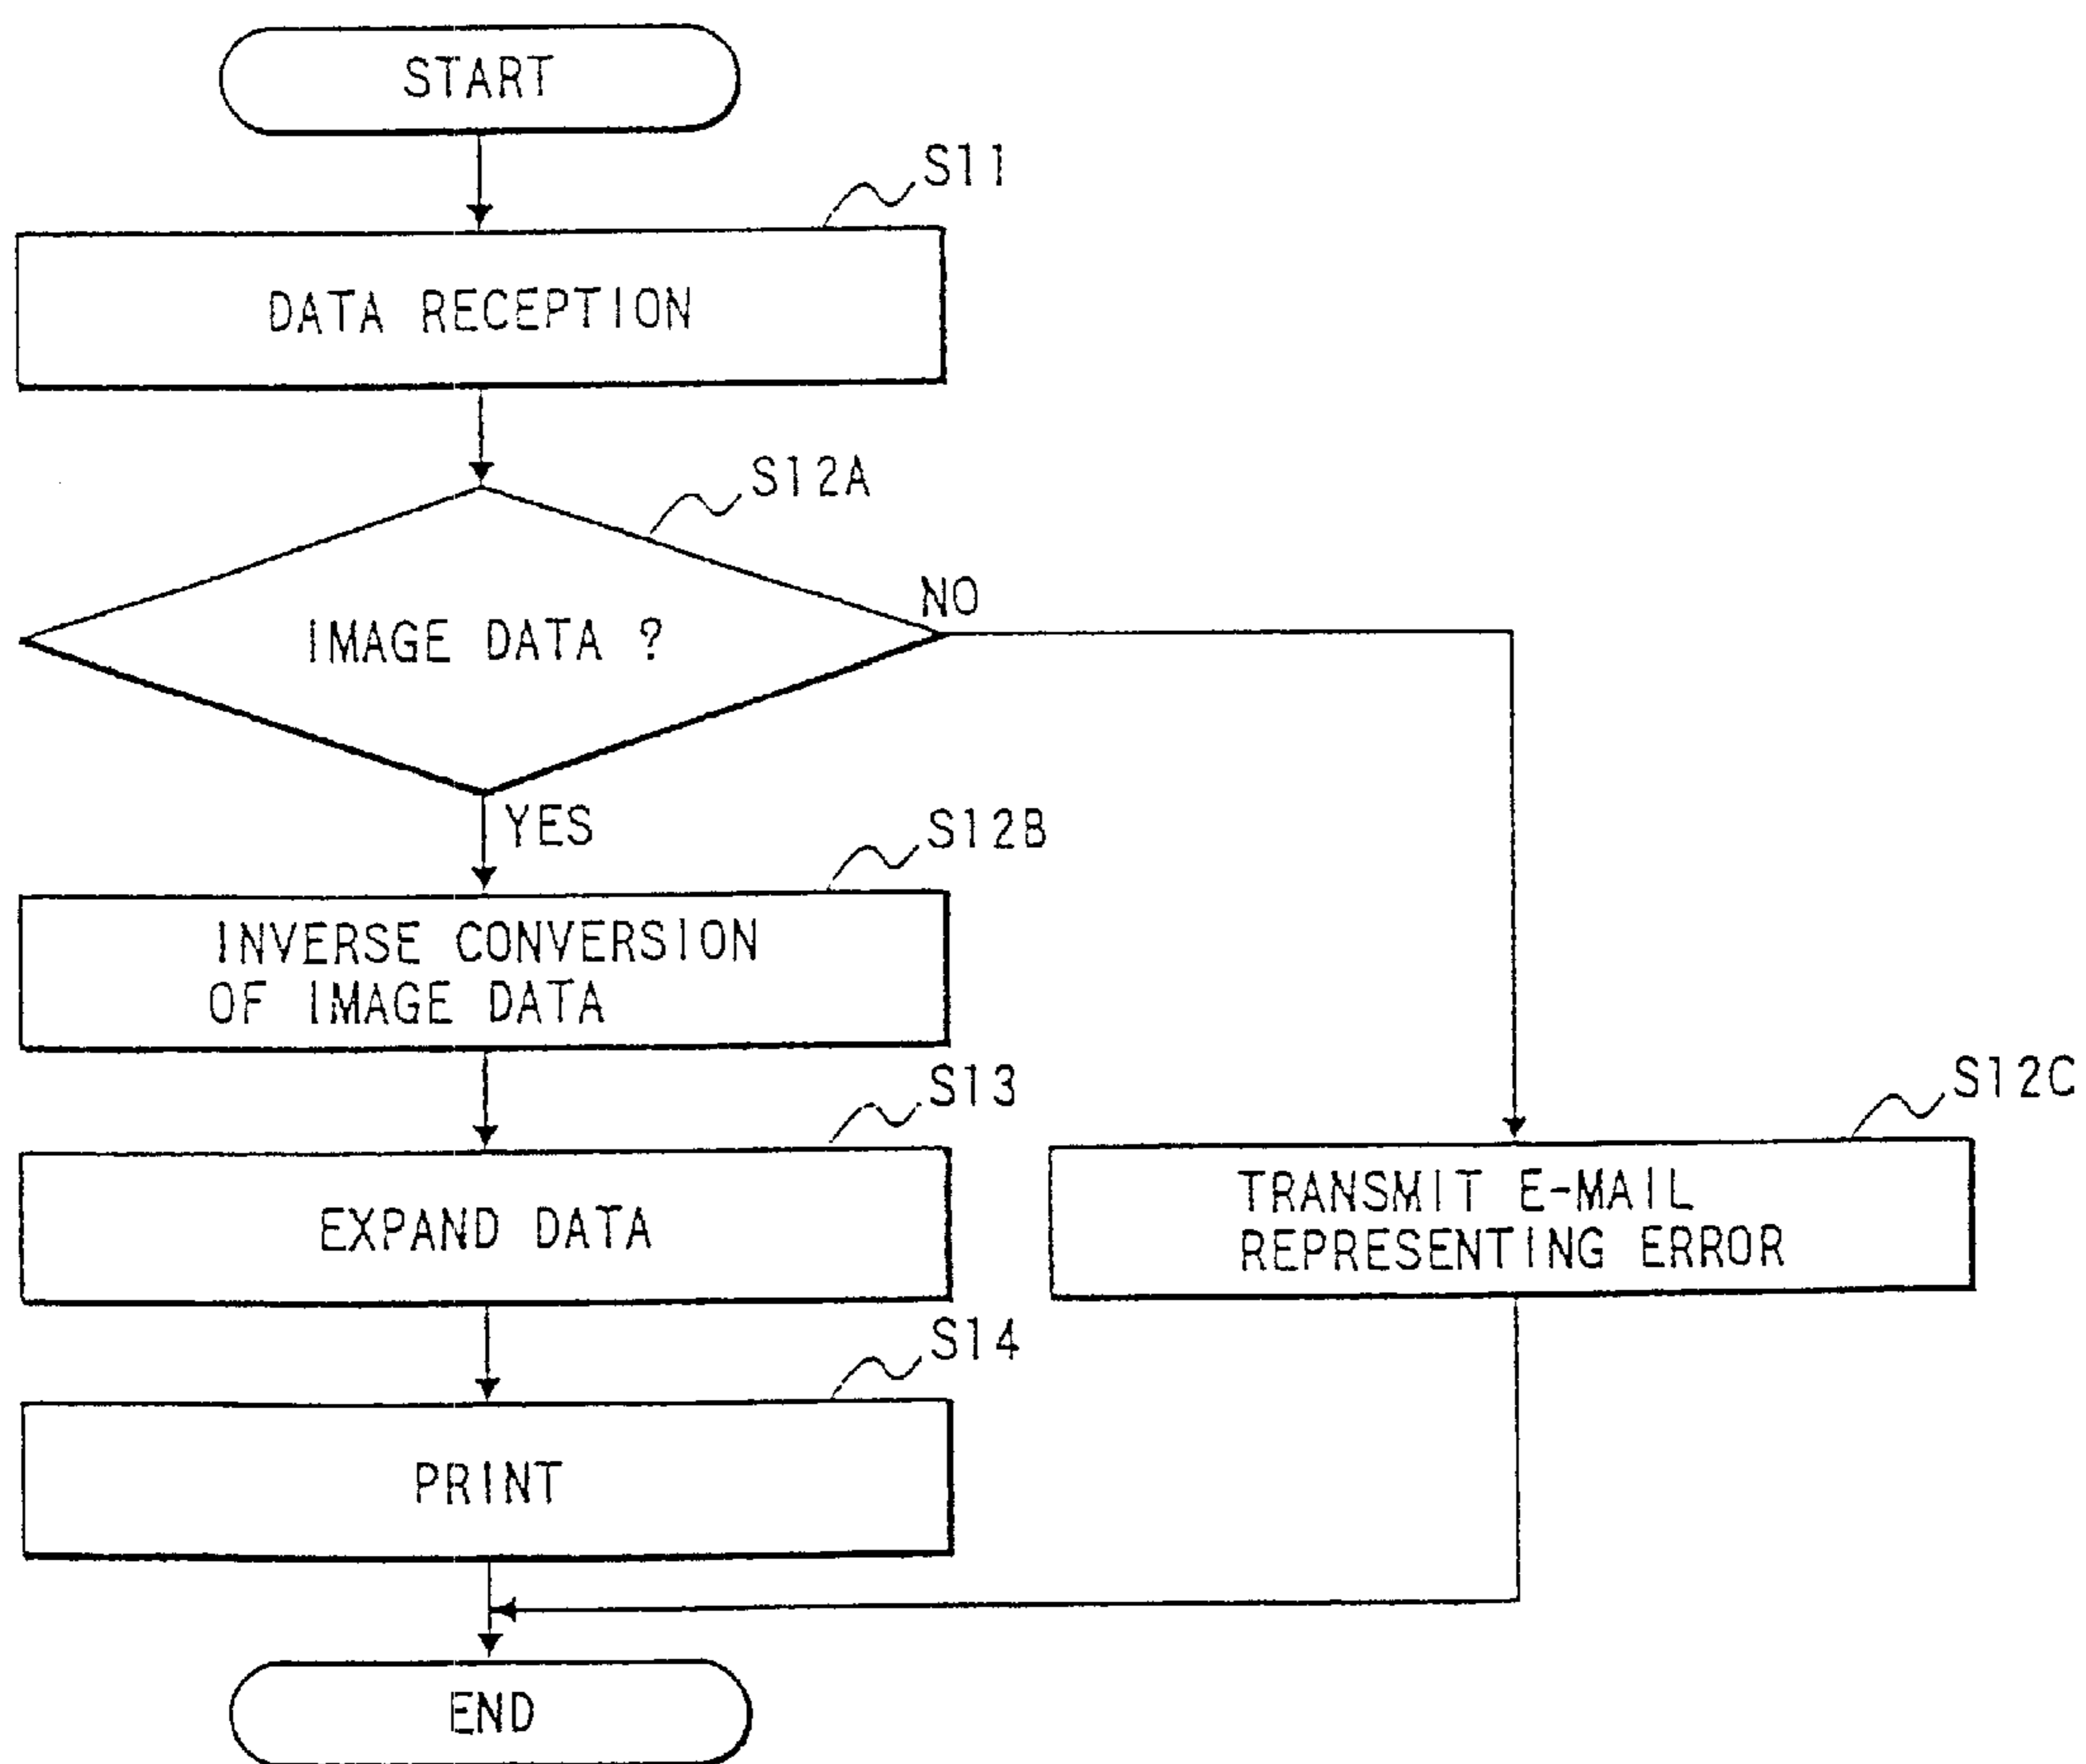 START
S11
DATA RECEPTION
S12A
IMAGE DATA ?
NO
YES
S12B
INVERSE CONVERSION
OF IMAGE DATA
S13
EXPAND DATA
S12C
TRANSMIT E-MAIL
REPRESENTING ERROR
S14
PRINT
END